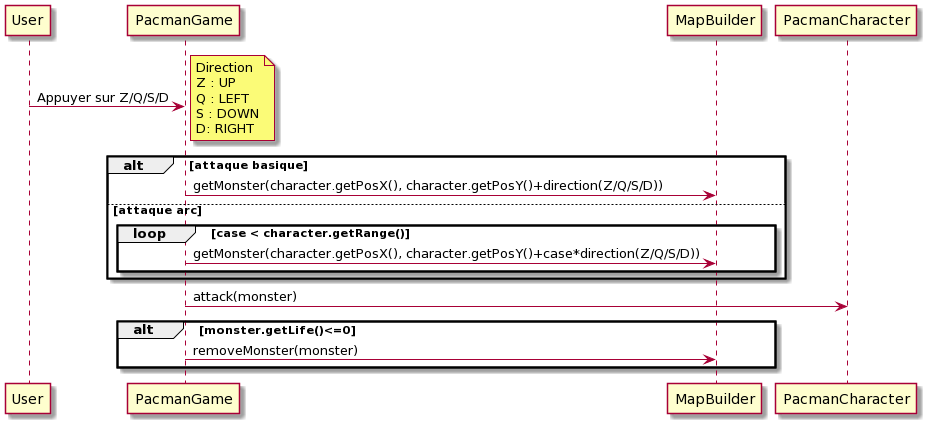 User PacmanGame MapBuilder PacmanCharacter
Direction
Z : UP
Q : LEFT
S : DOWN
D: RIGHT
Appuyer sur Z/Q/S/D
alt [attaque basique]
getMonster(character.getPosX(), character.getPosY()+direction(Z/Q/S/D))
[attaque arc]
loop [case < character.getRange()]
getMonster(character.getPosX(), character.getPosY()+case*direction(Z/Q/S/D))
attack(monster)
alt [monster.getLife()<=0]
removeMonster(monster)
User PacmanGame MapBuilder PacmanCharacter